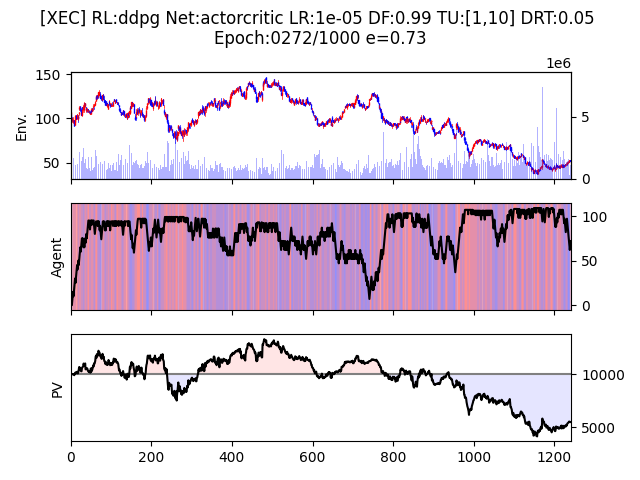 [XEC] RL:ddpg Net:actorcritic LR:1e-05 DF:0.99 TU:[1,10] DRT:0.05
Epoch:0272/1000 e=0.73
1e6
150
100
50
Env.
5
0
Agent
100
50
0
PV
10000
5000
0 200 400 600 800 1000 1200